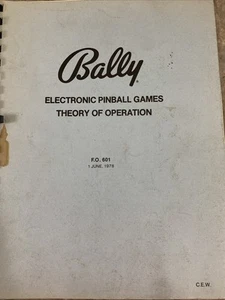 Bally
ELECTRONIC PINBALL GAMES
THEORY OF OPERATION
F.O. 601
1 JUNE, 1979
C.E.W.